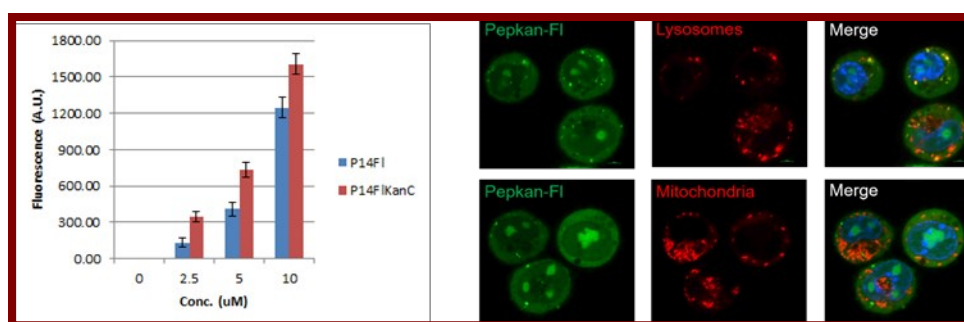 1800.00
1500.00
1200.00
900.00
600.00
300.00
0.00
Fluorescence (A.U.)
0 2.5 5 10
Conc. (uM)
P14Fl
P14FlKanC
Pepkan-Fl Lysosomes Merge
Pepkan-Fl Mitochondria Merge